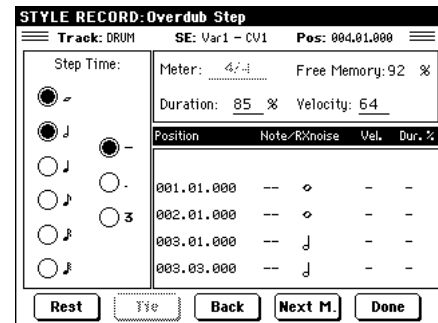 STYLE RECORD:Overdub Step
Track: DRUM SE: Var1 - CV1 Pos: 004.01.000
Step Time:
Meter: 4/4 Free Memory: 92 %
Duration: 85 % Velocity: 64
Position Note/RXnoise Vel. Dur. %
-
.
3
001.01.000 -- - -
002.01.000 -- - -
003.01.000 -- - -
003.03.000 -- - -
Rest Tie Back Next M. Done